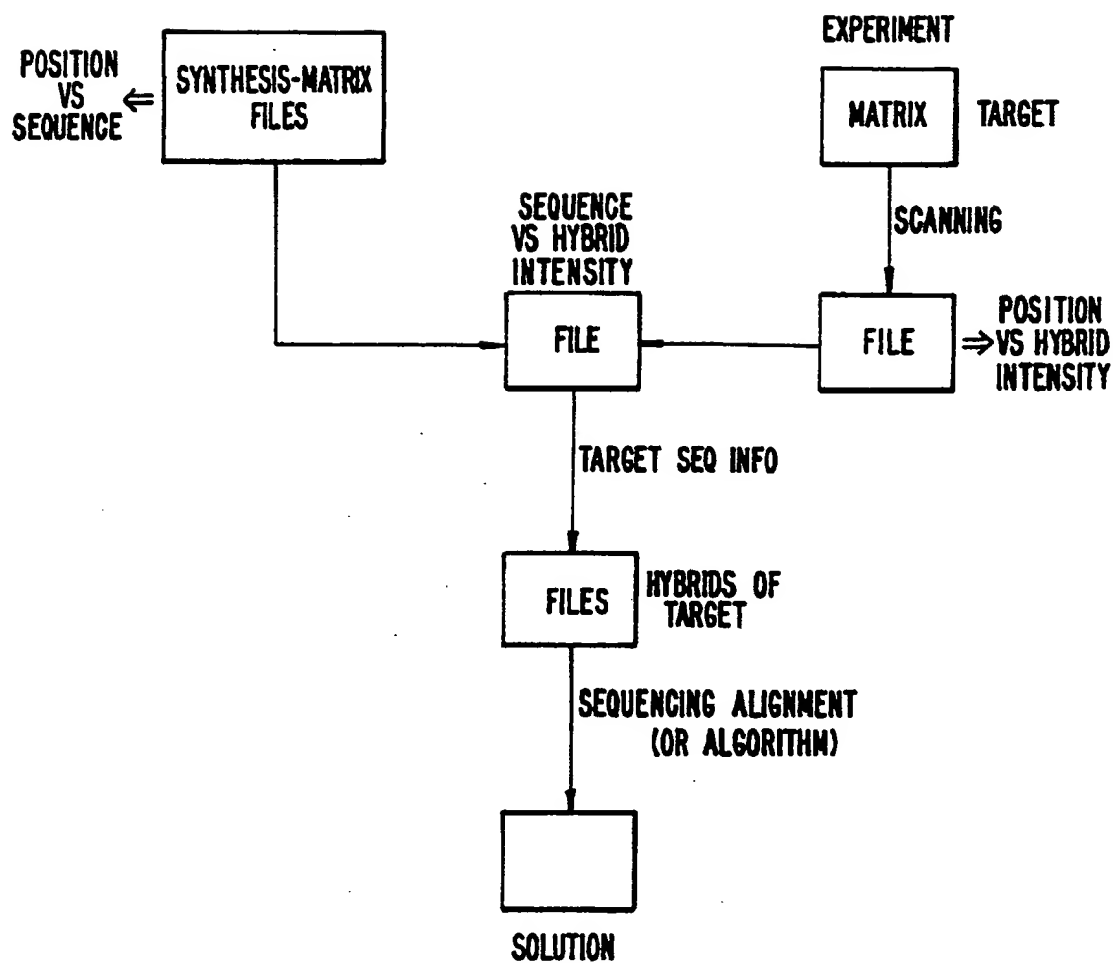 POSITION
VS
SEQUENCE
⇐
SYNTHESIS-MATRIX
FILES
EXPERIMENT
MATRIX
TARGET
SCANNING
SEQUENCE
VS HYBRID
INTENSITY
FILE
FILE
⇒
POSITION
VS HYBRID
INTENSITY
TARGET SEQ INFO
FILES
HYBRIDS OF
TARGET
SEQUENCING ALIGNMENT
(OR ALGORITHM)
SOLUTION